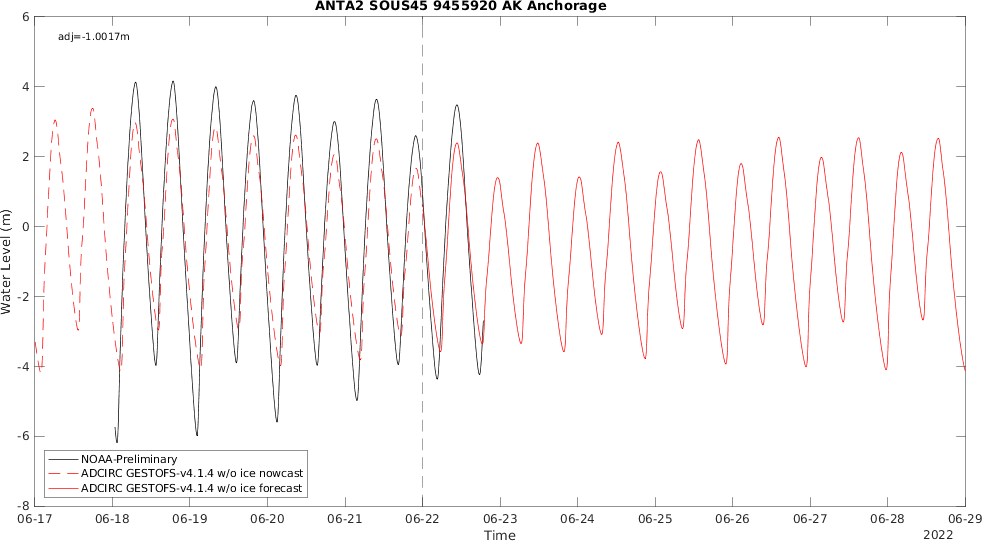 ANTA2 SOUS45 9455920 AK Anchorage
adj=-1.0017m
6
4
2
0
-2
-4
-6
-8
Water Level (m)
NOAA-Preliminary
ADCIRC GESTOFS-v4.1.4 w/o ice nowcast
ADCIRC GESTOFS-v4.1.4 w/o ice forecast
06-17 06-18 06-19 06-20 06-21 06-22 06-23 06-24 06-25 06-26 06-27 06-28 06-29
Time
2022